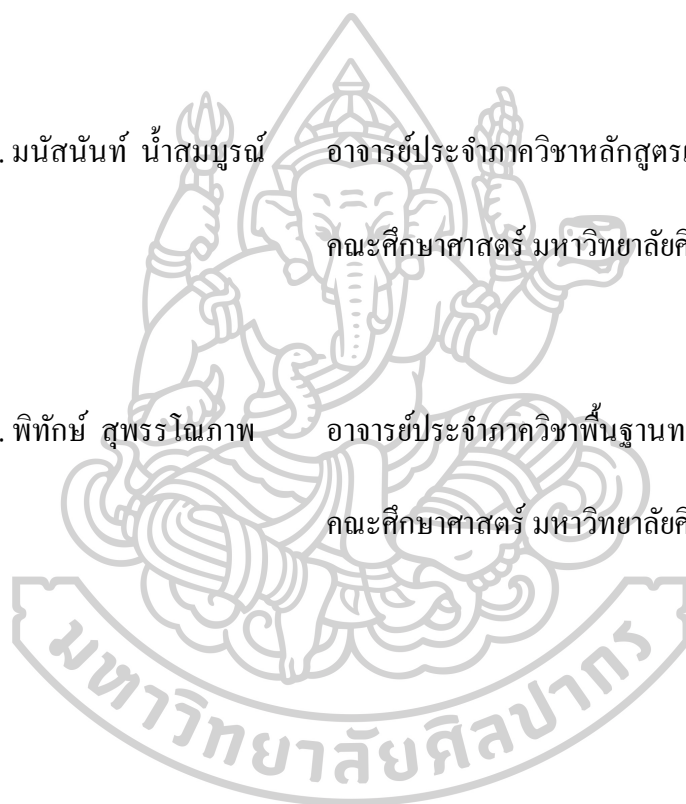 . มนัสนันท์ น้ำสมบูรณ์ อาจารย์ประจำภาควิชาหลักสูตร
คณะศึกษาศาสตร์ มหาวิทยาลัย
. พิทักษ์ สุพรรโณภาพ อาจารย์ประจำภาควิชาพื้นฐาน
คณะศึกษาศาสตร์ มหาวิทยาลัย
มหาวิทยาลัยศิลปากร